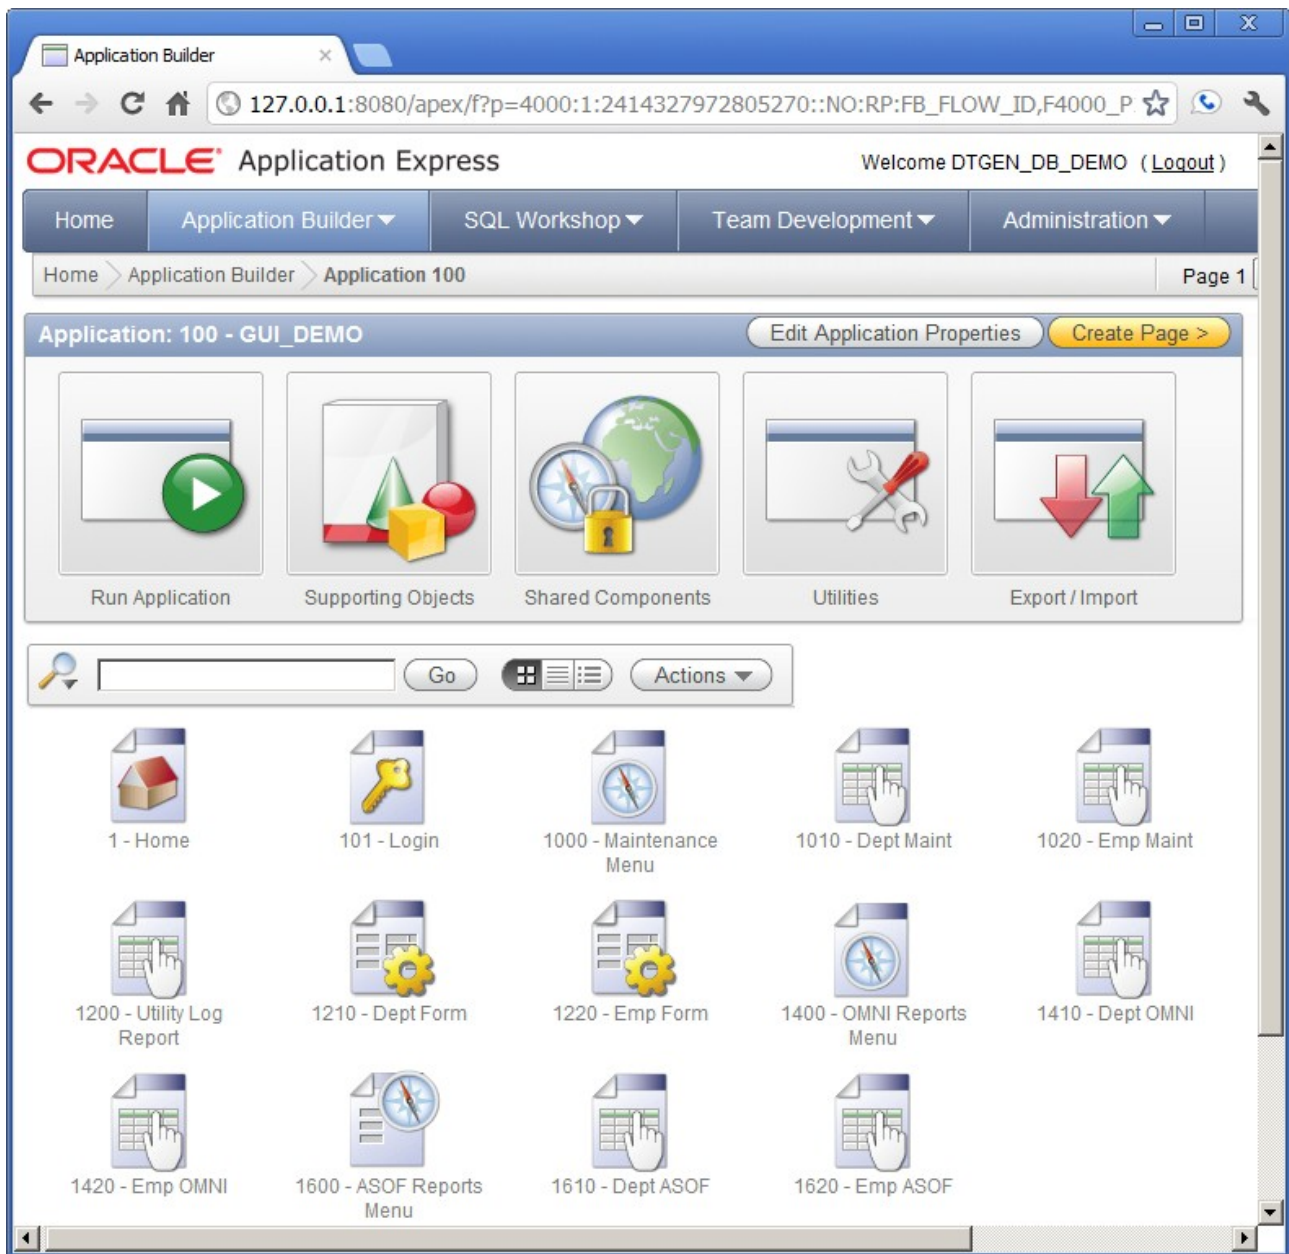 Application Builder
127.0.0.1:8080/apex/f?p=4000:1:2414327972805270::NO:RP:FB_FLOW_ID,F4000_P
ORACLE Application Express Welcome DTGEN_DB_DEMO (Logout)
Home Application Builder SQL Workshop Team Development Administration
Home Application Builder Application 100 Page 1
Application: 100 - GUI_DEMO Edit Application Properties Create Page >
Run Application Supporting Objects Shared Components Utilities Export / Import
Go Actions
1 - Home 101 - Login 1000 - Maintenance 1010 - Dept Maint 1020 - Emp Maint
Menu
1200 - Utility Log 1210 - Dept Form 1220 - Emp Form 1400 - OMNI Reports 1410 - Dept OMNI
Report Menu
1420 - Emp OMNI 1600 - ASOF Reports 1610 - Dept ASOF 1620 - Emp ASOF
Menu